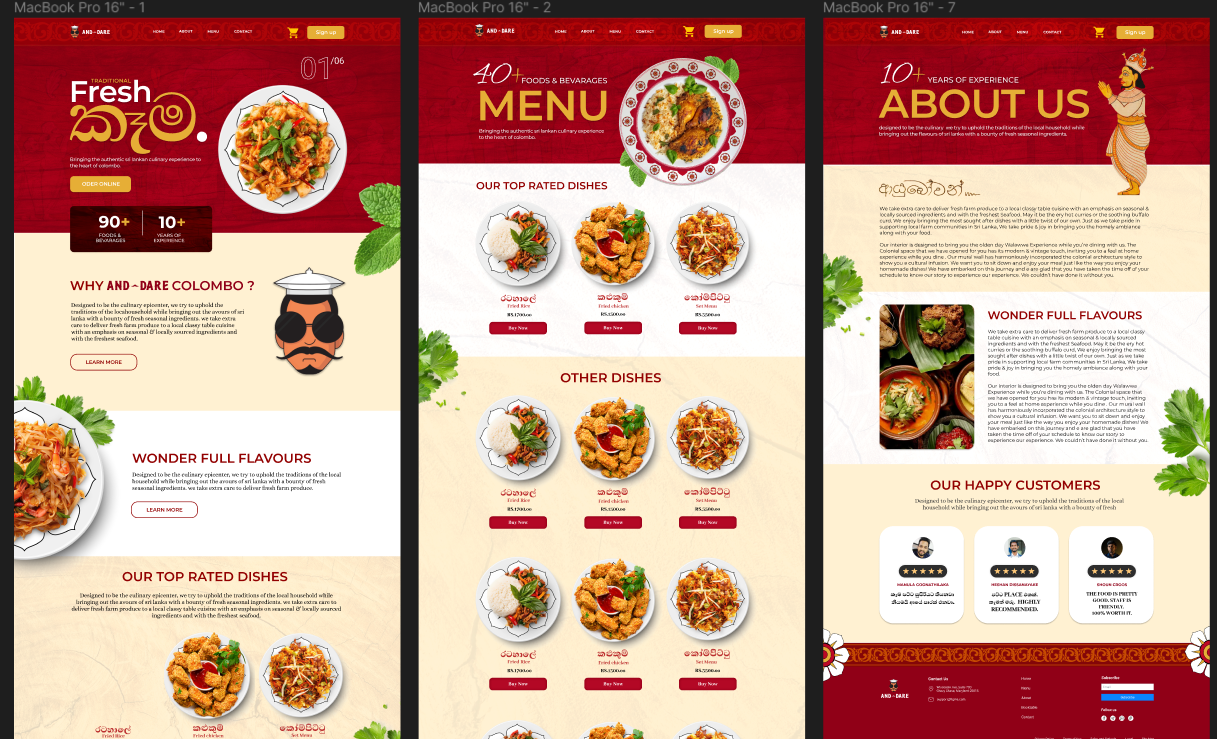 MacBook Pro 16" - 1
AND-DARE
HOME ABOUT MENU CONTACT
Sign up
01/06
TRADITIONAL
Fresh
කෑම.
Bringing the authentic sri lankan culinary experience to
the heart of colombo.
ODER ONLINE
90+
FOODS &
BEVARAGES
10+
YEARS OF
EXPERIENCE
WHY AND-DARE COLOMBO ?
Designed to be the culinary epicenter, we try to uphold the
traditions of the locahousehold while bringing out the avours of sri
lanka with a bounty of fresh seasonal ingredients. we take extra
care to deliver fresh farm produce to a local classy table cuisine
with an emphasis on seasonal & locally sourced ingredients and
with the freshest seafood.
LEARN MORE
WONDER FULL FLAVOURS
Designed to be the culinary epicenter, we try to uphold the traditions of the local
household while bringing out the avours of sri lanka with a bounty of fresh
seasonal ingredients. we take extra care to deliver fresh farm produce.
LEARN MORE
OUR TOP RATED DISHES
Designed to be the culinary epicenter, we try to uphold the traditions of the local household while
bringing out the avours of sri lanka with a bounty of fresh seasonal ingredients. we take extra care to
deliver fresh farm produce to a local classy table cuisine with an emphasis on seasonal & locally sourced
ingredients and with the freshest seafood.
රටහාලේ
Fried Rice
කුළුකුමි
Fried chicken
කෝම්පිට්ටු
Set Menu
MacBook Pro 16" - 2
AND-DARE
HOME ABOUT MENU CONTACT
Sign up
40+ FOODS & BEVARAGES
MENU
Bringing the authentic sri lankan culinary experience
to the heart of colombo.
OUR TOP RATED DISHES
රටහාලේ
Fried Rice
RS.1700.00
Buy Now
කුළුකුමි
Fried chicken
RS.1500.00
Buy Now
කෝම්පිට්ටු
Set Menu
RS.5500.00
Buy Now
OTHER DISHES
රටහාලේ
Fried Rice
RS.1700.00
Buy Now
කුළුකුමි
Fried chicken
RS.1500.00
Buy Now
කෝම්පිට්ටු
Set Menu
RS.5500.00
Buy Now
රටහාලේ
Fried Rice
RS.1700.00
Buy Now
කුළුකුමි
Fried chicken
RS.1500.00
Buy Now
කෝම්පිට්ටු
Set Menu
RS.5500.00
Buy Now
MacBook Pro 16" - 7
AND-DARE
HOME ABOUT MENU CONTACT
Sign up
10+ YEARS OF EXPERIENCE
ABOUT US
designed to be the culinary we try to uphold the traditions of the local household while
bringing out the flavours of sri lanka with a bounty of fresh seasonal ingredients.
ආයුබෝවන්
We take extra care to deliver fresh farm produce to a local classy table cuisine with an emphasis on seasonal &
locally sourced ingredients and with the freshest Seafood. May it be the ery hot curries or the soothing buffalo
curd, We enjoy bringing the most sought after dishes with a little twist of our own. Just as we take pride in
supporting local farm communities in Sri Lanka, We take pride & joy in bringing you the homely ambiance
along with your food.
Our Interior is designed to bring you the olden day Walawwa Experience while you're dining with us. The
Colonial space that we have opened for you has its modern & vintage touch, inviting you to a feel at home
experience while you dine . Our mural wall has harmoniously incorporated the colonial architecture style to
show you a cultural infusion. We want you to sit down and enjoy your meal just like the way you enjoy your
homemade dishes! We have embarked on this journey and e are glad that you have taken the time off of your
schedule to know our story to experience our experience. We couldn't have done it without you.
WONDER FULL FLAVOURS
We take extra care to deliver fresh farm produce to a local classy
table cuisine with an emphasis on seasonal & locally sourced
ingredients and with the freshest Seafood. May it be the ery hot
curries or the soothing buffalo curd, We enjoy bringing the most
sought after dishes with a little twist of our own. Just as we take
pride in supporting local farm communities in Sri Lanka, We take
pride & joy in bringing you the homely ambiance along with your
food.
Our Interior is designed to bring you the olden day Walawwa
Experience while you're dining with us. The Colonial space that
we have opened for you has its modern & vintage touch, inviting
you to a feel at home experience while you dine . Our mural wall
has harmoniously incorporated the colonial architecture style to
show you a cultural infusion. We want you to sit down and enjoy
your meal just like the way you enjoy your homemade dishes! We
have embarked on this journey and e are glad that you have
taken the time off of your schedule to know our story to
experience our experience. We couldn't have done it without you.
OUR HAPPY CUSTOMERS
Designed to be the culinary epicenter, we try to uphold the traditions of the local
household while bringing out the avours of sri lanka with a bounty of fresh
MANULA GOONATHILAKA
HESHAN DISSANAYAKE
PLACE
HIGHLY
RECOMMENDED.
SHOUN CROOS
THE FOOD IS PRETTY
GOOD. STAFF IS
FRIENDLY.
100% WORTH IT.
AND-DARE
Contact Us
Home
Menu
About
Contact
Subscribe
Follow us